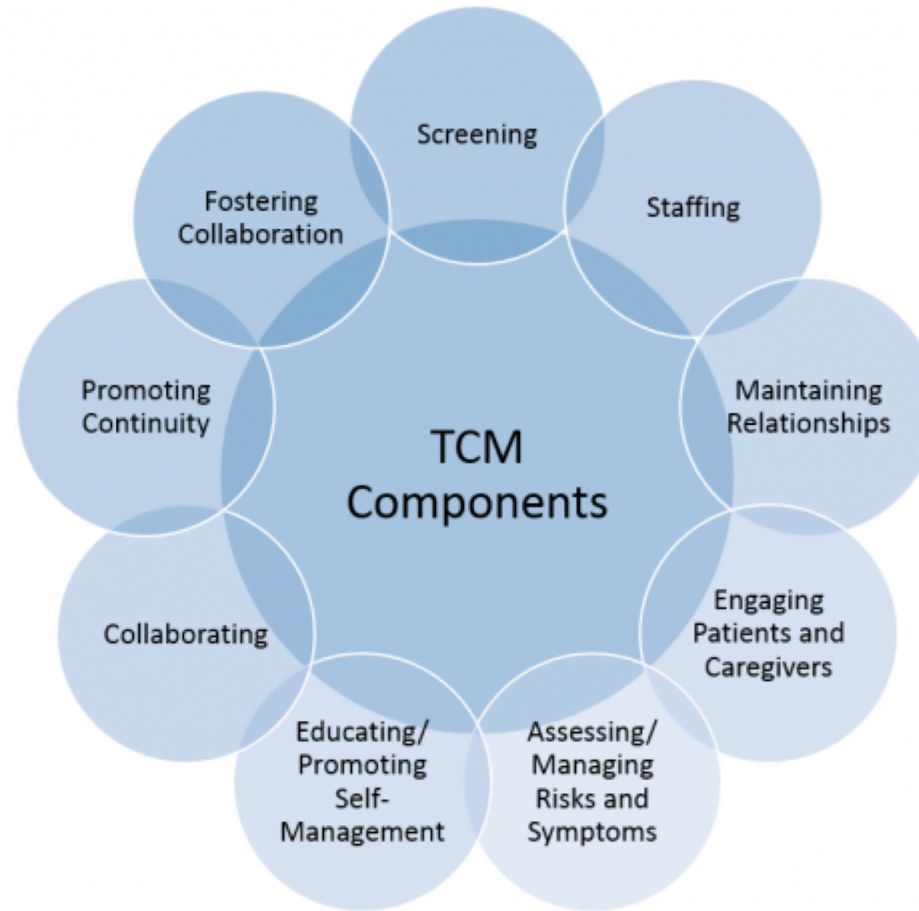 Screening
Staffing
Maintaining
Relationships
Engaging
Patients and
Caregivers
Assessing/
Managing
Risks and
Symptoms
Educating/
Promoting
Self-
Management
Collaborating
Promoting
Continuity
Fostering
Collaboration
TCM
Components